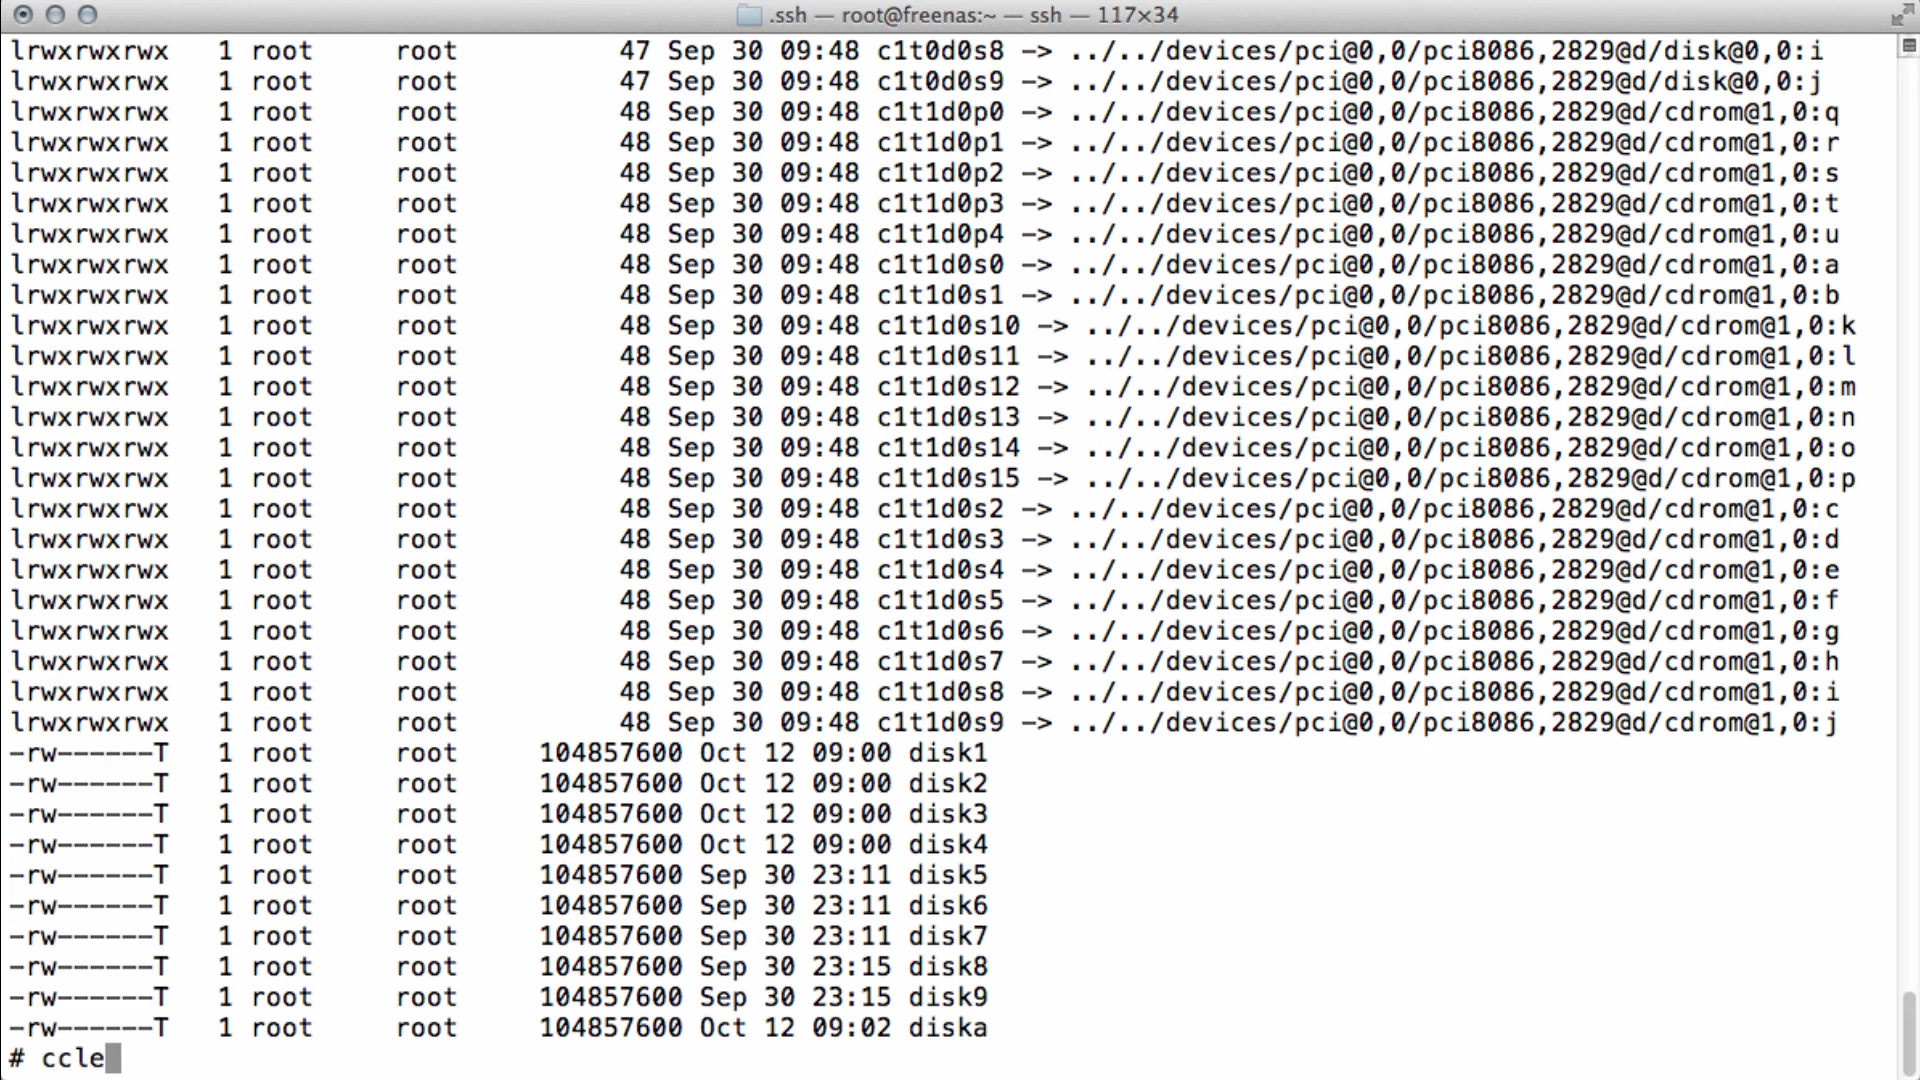 .ssh — root@freenas:~ — ssh — 117×34
lrwxrwxrwx   1 root     root          47 Sep 30 09:48 c1t0d0s8 -> ../../devices/pci@0,0/pci8086,2829@d/disk@0,0:i
lrwxrwxrwx   1 root     root          47 Sep 30 09:48 c1t0d0s9 -> ../../devices/pci@0,0/pci8086,2829@d/disk@0,0:j
lrwxrwxrwx   1 root     root          48 Sep 30 09:48 c1t1d0p0 -> ../../devices/pci@0,0/pci8086,2829@d/cdrom@1,0:q
lrwxrwxrwx   1 root     root          48 Sep 30 09:48 c1t1d0p1 -> ../../devices/pci@0,0/pci8086,2829@d/cdrom@1,0:r
lrwxrwxrwx   1 root     root          48 Sep 30 09:48 c1t1d0p2 -> ../../devices/pci@0,0/pci8086,2829@d/cdrom@1,0:s
lrwxrwxrwx   1 root     root          48 Sep 30 09:48 c1t1d0p3 -> ../../devices/pci@0,0/pci8086,2829@d/cdrom@1,0:t
lrwxrwxrwx   1 root     root          48 Sep 30 09:48 c1t1d0p4 -> ../../devices/pci@0,0/pci8086,2829@d/cdrom@1,0:u
lrwxrwxrwx   1 root     root          48 Sep 30 09:48 c1t1d0s0 -> ../../devices/pci@0,0/pci8086,2829@d/cdrom@1,0:a
lrwxrwxrwx   1 root     root          48 Sep 30 09:48 c1t1d0s1 -> ../../devices/pci@0,0/pci8086,2829@d/cdrom@1,0:b
lrwxrwxrwx   1 root     root          48 Sep 30 09:48 c1t1d0s10 -> ../../devices/pci@0,0/pci8086,2829@d/cdrom@1,0:k
lrwxrwxrwx   1 root     root          48 Sep 30 09:48 c1t1d0s11 -> ../../devices/pci@0,0/pci8086,2829@d/cdrom@1,0:l
lrwxrwxrwx   1 root     root          48 Sep 30 09:48 c1t1d0s12 -> ../../devices/pci@0,0/pci8086,2829@d/cdrom@1,0:m
lrwxrwxrwx   1 root     root          48 Sep 30 09:48 c1t1d0s13 -> ../../devices/pci@0,0/pci8086,2829@d/cdrom@1,0:n
lrwxrwxrwx   1 root     root          48 Sep 30 09:48 c1t1d0s14 -> ../../devices/pci@0,0/pci8086,2829@d/cdrom@1,0:o
lrwxrwxrwx   1 root     root          48 Sep 30 09:48 c1t1d0s15 -> ../../devices/pci@0,0/pci8086,2829@d/cdrom@1,0:p
lrwxrwxrwx   1 root     root          48 Sep 30 09:48 c1t1d0s2 -> ../../devices/pci@0,0/pci8086,2829@d/cdrom@1,0:c
lrwxrwxrwx   1 root     root          48 Sep 30 09:48 c1t1d0s3 -> ../../devices/pci@0,0/pci8086,2829@d/cdrom@1,0:d
lrwxrwxrwx   1 root     root          48 Sep 30 09:48 c1t1d0s4 -> ../../devices/pci@0,0/pci8086,2829@d/cdrom@1,0:e
lrwxrwxrwx   1 root     root          48 Sep 30 09:48 c1t1d0s5 -> ../../devices/pci@0,0/pci8086,2829@d/cdrom@1,0:f
lrwxrwxrwx   1 root     root          48 Sep 30 09:48 c1t1d0s6 -> ../../devices/pci@0,0/pci8086,2829@d/cdrom@1,0:g
lrwxrwxrwx   1 root     root          48 Sep 30 09:48 c1t1d0s7 -> ../../devices/pci@0,0/pci8086,2829@d/cdrom@1,0:h
lrwxrwxrwx   1 root     root          48 Sep 30 09:48 c1t1d0s8 -> ../../devices/pci@0,0/pci8086,2829@d/cdrom@1,0:i
lrwxrwxrwx   1 root     root          48 Sep 30 09:48 c1t1d0s9 -> ../../devices/pci@0,0/pci8086,2829@d/cdrom@1,0:j
-rw------T   1 root     root     104857600 Oct 12 09:00 disk1
-rw------T   1 root     root     104857600 Oct 12 09:00 disk2
-rw------T   1 root     root     104857600 Oct 12 09:00 disk3
-rw------T   1 root     root     104857600 Oct 12 09:00 disk4
-rw------T   1 root     root     104857600 Sep 30 23:11 disk5
-rw------T   1 root     root     104857600 Sep 30 23:11 disk6
-rw------T   1 root     root     104857600 Sep 30 23:11 disk7
-rw------T   1 root     root     104857600 Sep 30 23:15 disk8
-rw------T   1 root     root     104857600 Sep 30 23:15 disk9
-rw------T   1 root     root     104857600 Oct 12 09:02 diska
# ccle